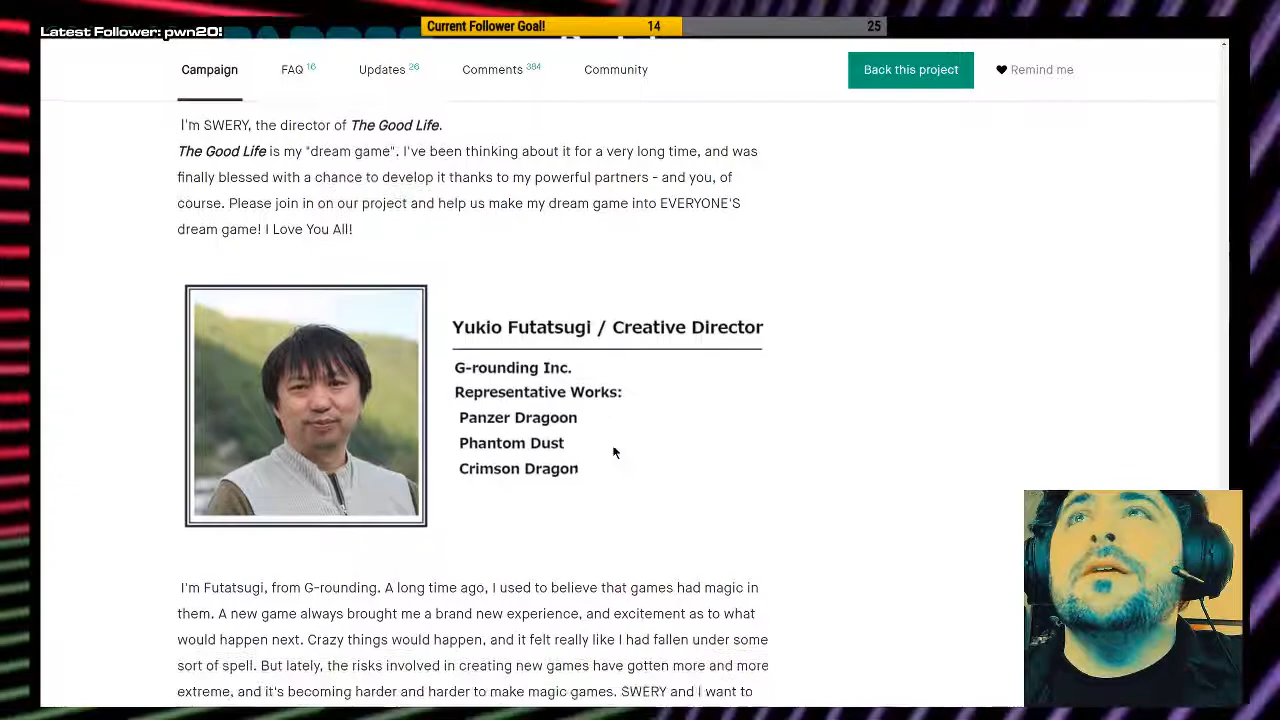 Latest Follower: pwn20!
Current Follower Goal! 14 25
Campaign FAQ 16 Updates 26 Comments 384 Community Back this project Remind me
I'm SWERY, the director of The Good Life.
The Good Life is my "dream game". I've been thinking about it for a very long time, and was
finally blessed with a chance to develop it thanks to my powerful partners - and you, of
course. Please join in on our project and help us make my dream game into EVERYONE'S
dream game! I Love You All!
Yukio Futatsugi / Creative Director
G-rounding Inc.
Representative Works:
Panzer Dragoon
Phantom Dust
Crimson Dragon
I'm Futatsugi, from G-rounding. A long time ago, I used to believe that games had magic in
them. A new game always brought me a brand new experience, and excitement as to what
would happen next. Crazy things would happen, and it felt really like I had fallen under some
sort of spell. But lately, the risks involved in creating new games have gotten more and more
extreme, and it's becoming harder and harder to make magic games. SWERY and I want to